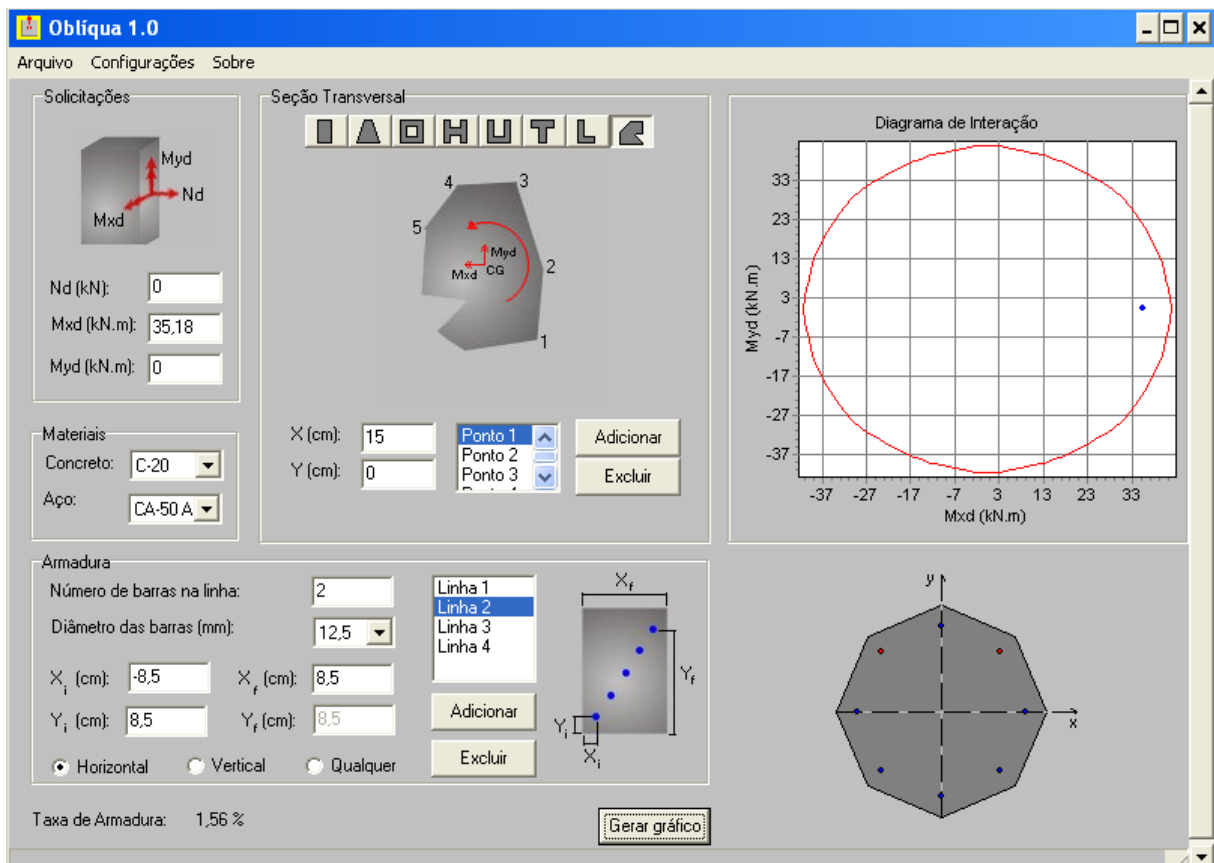 Oblíqua 1.0
Arquivo Configurações Sobre
Solicitações
Myd
Nd
Mxd
Nd (kN): 0
Mxd (kN.m): 35,18
Myd (kN.m): 0
Materiais
Concreto: C-20
Aço: CA-50 A
Seção Transversal
4
3
5
Myd
Mxd CG
2
1
X (cm): 15
Y (cm): 0
Ponto 1
Ponto 2
Ponto 3
Adicionar
Excluir
Diagrama de Interação
Myd (kN.m)
33
23
13
3
-7
-17
-27
-37
-37 -27 -17 -7 3 13 23 33
Mxd (kN.m)
Armadura
Número de barras na linha: 2
Diâmetro das barras (mm): 12,5
Xi (cm): -8,5 Xf (cm): 8,5
Yi (cm): 8,5 Yf (cm): 8,5
Horizontal Vertical Qualquer
Linha 1
Linha 2
Linha 3
Linha 4
Adicionar
Excluir
Xf
Yf
Yi
Xi
y
x
Taxa de Armadura: 1,56 %
Gerar gráfico